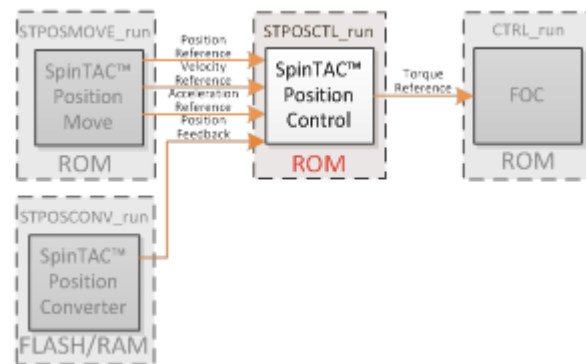 STPOSMOVE_run
SpinTAC™
Position
Move
ROM
Position
Reference
Velocity
Reference
Acceleration
Reference
Position
Feedback
STPOSCTL_run
SpinTAC™
Position
Control
ROM
Torque
Reference
CTRL_run
FOC
ROM
STPOSCONV_run
SpinTAC™
Position
Converter
FLASH/RAM